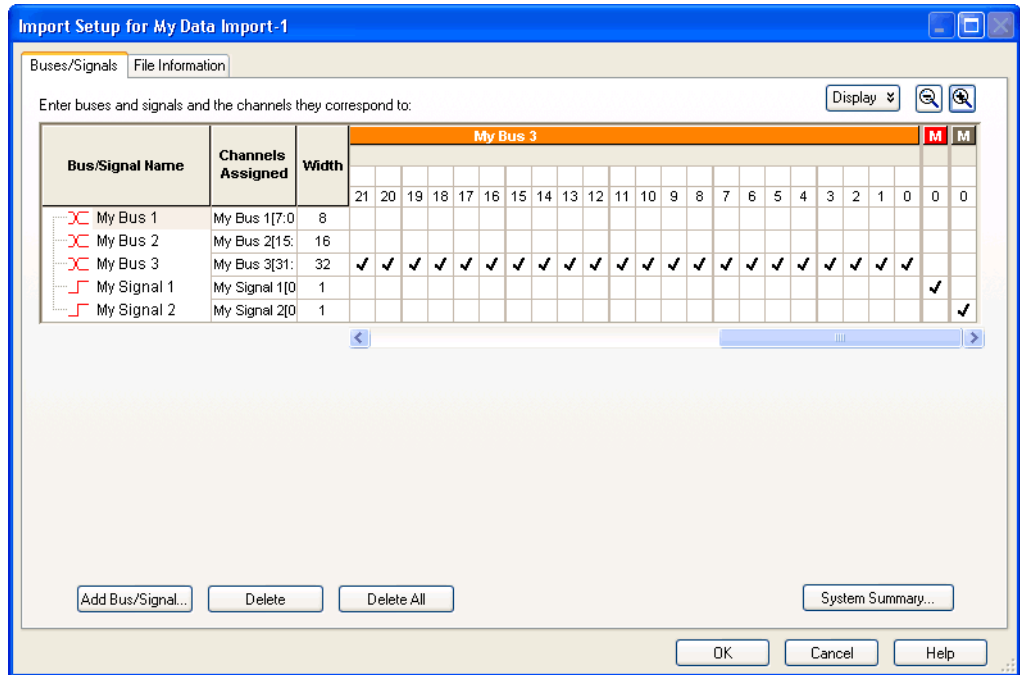 Import Setup for My Data Import-1
Buses/Signals File Information
Enter buses and signals and the channels they correspond to:
Display
Bus/Signal Name Channels Assigned Width My Bus 3 M M
21 20 19 18 17 16 15 14 13 12 11 10 9 8 7 6 5 4 3 2 1 0 0 0
My Bus 1 My Bus 1[7:0 8
My Bus 2 My Bus 2[15: 16
My Bus 3 My Bus 3[31: 32
My Signal 1 My Signal 1[0 1
My Signal 2 My Signal 2[0 1
Add Bus/Signal... Delete Delete All System Summary...
OK Cancel Help